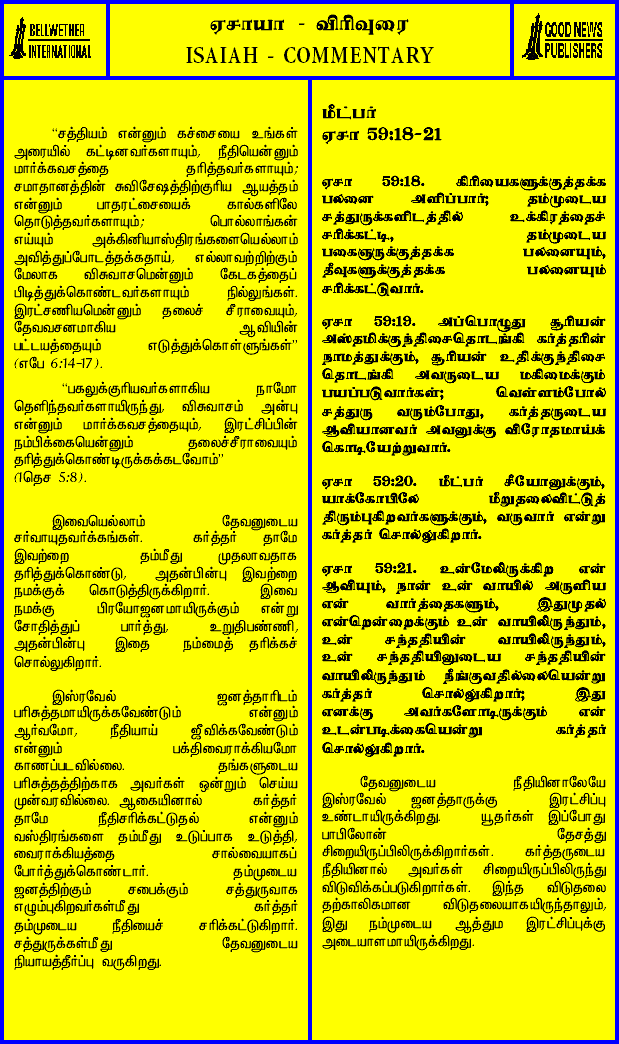 BELLWETHER
INTERNATIONAL
ஏசாயா - விரிவுரை
ISAIAH - COMMENTARY
GOOD NEWS
PUBLISHERS
"சத்தியம் என்னும் கச்சையை உங்கள்
அரையில் கட்டினவர்களாயும், நீதியென்னும்
மார்க்கவசத்தை தரித்தவர்களாயும்;
சமாதானத்தின் சுவிசேஷத்திற்குரிய ஆயத்தம்
என்னும் பாதரட்சையைக் கால்களிலே
தொடுத்தவர்களாயும்; பொல்லாங்கன்
எய்யும் அக்கினியாஸ்திரங்களையெல்லாம்
அவித்துப்போடத்தக்கதாய், எல்லாவற்றிற்கும்
மேலாக விசுவாசமென்னும் கேடகத்தைப்
பிடித்துக்கொண்டவர்களாயும் நில்லுங்கள்.
இரட்சணியமென்னும் தலைச் சீராவையும்,
தேவவசனமாகிய ஆவியின்
பட்டயத்தையும் எடுத்துக்கொள்ளுங்கள்"
(எபே 6:14-17).
"பகலுக்குரியவர்களாகிய நாமோ
தெளிந்தவர்களாயிருந்து, விசுவாசம் அன்பு
என்னும் மார்க்கவசத்தையும், இரட்சிப்பின்
நம்பிக்கையென்னும் தலைச்சீராவையும்
தரித்துக்கொண்டிருக்கக்கடவோம்"
(1தெச 5:8).
இவையெல்லாம் தேவனுடைய
சர்வாயுதவர்க்கங்கள். கர்த்தர் தாமே
இவற்றை தம்மீது முதலாவதாக
தரித்துக்கொண்டு, அதன்பின்பு இவற்றை
நமக்குக் கொடுத்திருக்கிறார். இவை
நமக்கு பிரயோஜனமாயிருக்கும் என்று
சோதித்துப் பார்த்து, உறுதிபண்ணி,
அதன்பின்பு இதை நம்மைத் தரிக்கச்
சொல்லுகிறார்.
இஸ்ரவேல் ஜனத்தாரிடம்
பரிசுத்தமாயிருக்கவேண்டும் என்னும்
ஆர்வமோ, நீதியாய் ஜீவிக்கவேண்டும்
என்னும் பக்திவைராக்கியமோ
காணப்படவில்லை. தங்களுடைய
பரிசுத்தத்திற்காக அவர்கள் ஒன்றும் செய்ய
முன்வரவில்லை. ஆகையினால் கர்த்தர்
தாமே நீதிசரிக்கட்டுதல் என்னும்
வஸ்திரங்களை தம்மீது உடுப்பாக உடுத்தி,
வைராக்கியத்தை சால்வையாகப்
போர்த்துக்கொண்டார். தம்முடைய
ஜனத்திற்கும் சபைக்கும் சத்துருவாக
எழும்புகிறவர்கள்மீது கர்த்தர்
தம்முடைய நீதியைச் சரிக்கட்டுகிறார்.
சத்துருக்கள்மீது தேவனுடைய
நியாயத்தீர்ப்பு வருகிறது.
மீட்பர்
ஏசா 59:18-21
ஏசா 59:18. கிரியைகளுக்குத்தக்க
பலனை அளிப்பார்; தம்முடைய
சத்துருக்களிடத்தில் உக்கிரத்தைச்
சரிக்கட்டி, தம்முடைய
பகைஞருக்குத்தக்க பலனையும்,
தீவுகளுக்குத்தக்க பலனையும்
சரிக்கட்டுவார்.
ஏசா 59:19. அப்பொழுது சூரியன்
அஸ்தமிக்குந்திசைதொடங்கி கர்த்தரின்
நாமத்துக்கும், சூரியன் உதிக்குந்திசை
தொடங்கி அவருடைய மகிமைக்கும்
பயப்படுவார்கள்; வெள்ளம்போல்
சத்துரு வரும்போது, கர்த்தருடைய
ஆவியானவர் அவனுக்கு விரோதமாய்க்
கொடியேற்றுவார்.
ஏசா 59:20. மீட்பர் சீயோனுக்கும்,
யாக்கோபிலே மீறுதலைவிட்டுத்
திரும்புகிறவர்களுக்கும், வருவார் என்று
கர்த்தர் சொல்லுகிறார்.
ஏசா 59:21. உன்மேலிருக்கிற என்
ஆவியும், நான் உன் வாயில் அருளிய
என் வார்த்தைகளும், இதுமுதல்
என்றென்றைக்கும் உன் வாயிலிருந்தும்,
உன் சந்ததியின் வாயிலிருந்தும்,
உன் சந்ததியினுடைய சந்ததியின்
வாயிலிருந்தும் நீங்குவதில்லையென்று
கர்த்தர் சொல்லுகிறார்; இது
எனக்கு அவர்களோடிருக்கும் என்
உடன்படிக்கையென்று கர்த்தர்
சொல்லுகிறார்.
தேவனுடைய நீதியினாலேயே
இஸ்ரவேல் ஜனத்தாருக்கு இரட்சிப்பு
உண்டாயிருக்கிறது. யூதர்கள் இப்போது
பாபிலோன் தேசத்து
சிறையிருப்பிலிருக்கிறார்கள். கர்த்தருடைய
நீதியினால் அவர்கள் சிறையிருப்பிலிருந்து
விடுவிக்கப்படுகிறார்கள். இந்த விடுதலை
தற்காலிகமான விடுதலையாகயிருந்தாலும்,
இது நம்முடைய ஆத்தும இரட்சிப்புக்கு
அடையாளமாயிருக்கிறது.